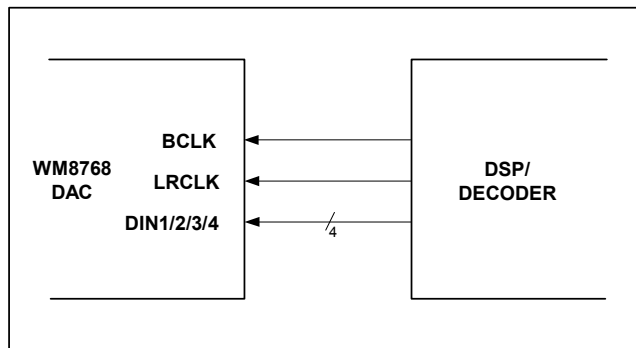 BCLK
WM8768
DAC
LRCLK
DIN1/2/3/4
4
DSP/
DECODER